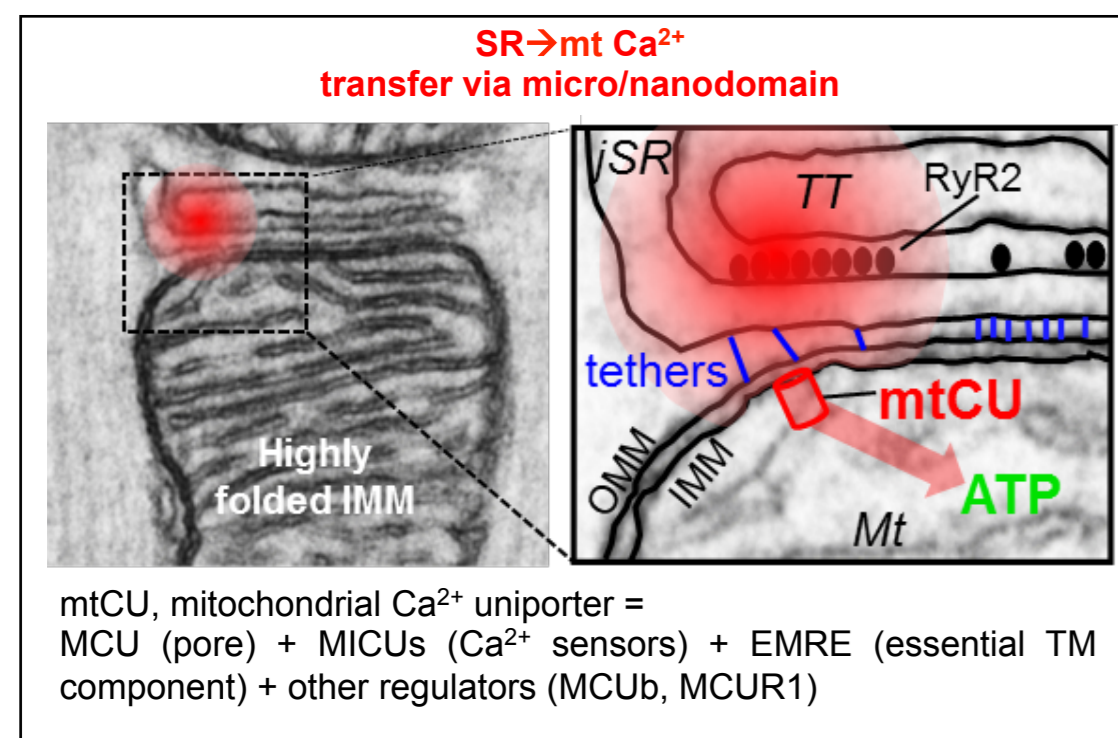 SR→mt Ca²⁺
transfer via micro/nanodomain
jSR
TT
RyR2
tethers
mtCU
Highly
folded IMM
OMM
IMM
ATP
Mt
mtCU, mitochondrial Ca²⁺ uniporter =
MCU (pore) + MICUs (Ca²⁺ sensors) + EMRE (essential TM
component) + other regulators (MCUb, MCUR1)